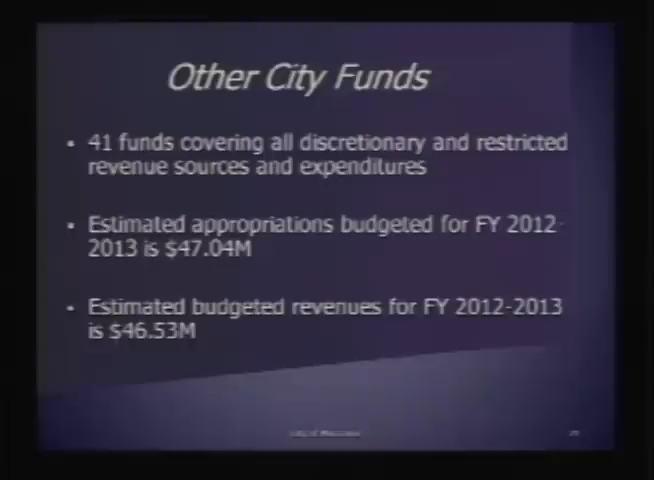 Other City Funds
• 41 funds covering all discretionary and restricted
revenue sources and expenditures
• Estimated appropriations budgeted for FY 2012-
2013 is $47.04M
• Estimated budgeted revenues for FY 2012-2013
is $46.53M